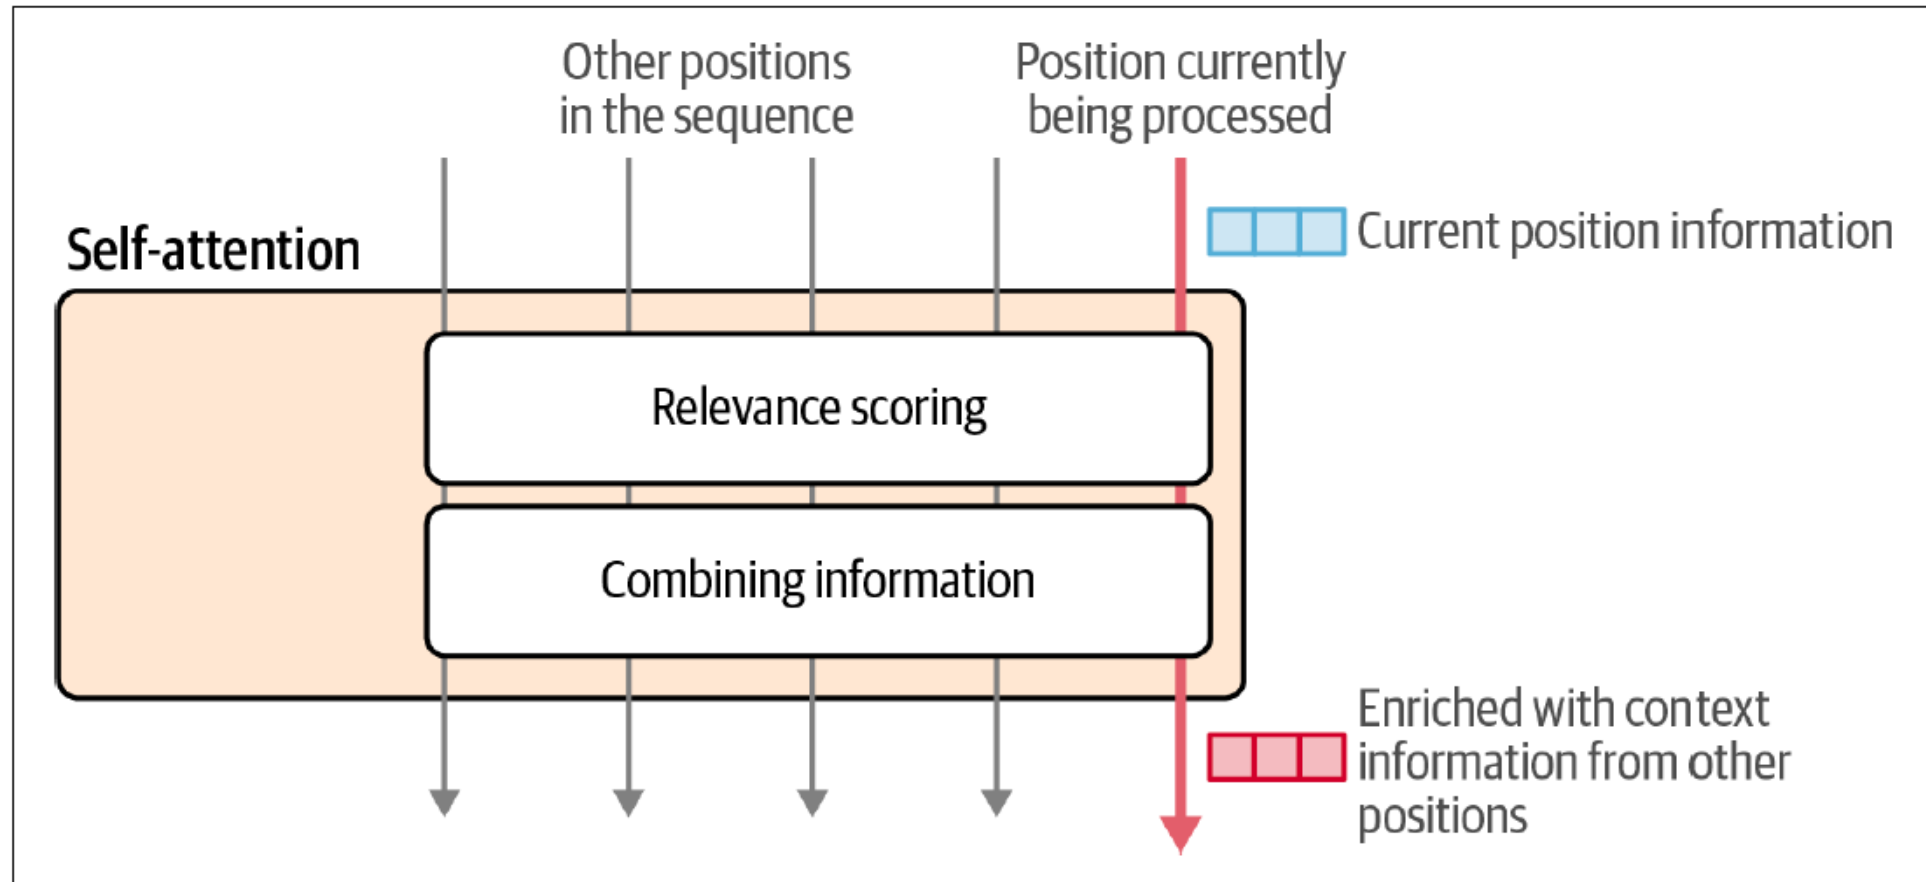 Other positions
in the sequence
Position currently
being processed
Self-attention
Current position information
Relevance scoring
Combining information
Enriched with context
information from other
positions